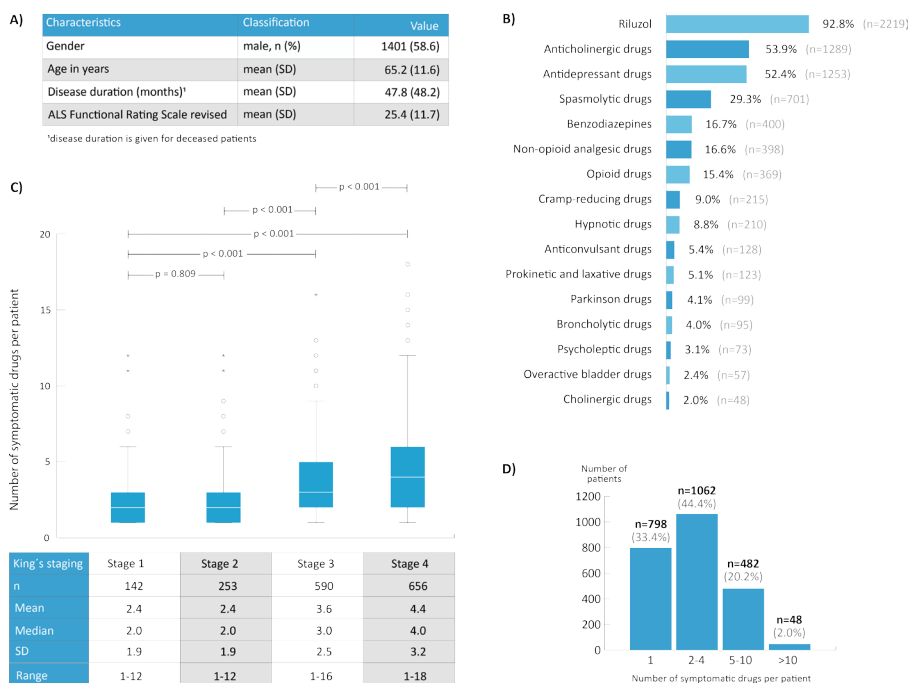 A)
Characteristics Classification Value
Gender male, n (%) 1401 (58.6)
Age in years mean (SD) 65.2 (11.6)
Disease duration (months)¹ mean (SD) 47.8 (48.2)
ALS Functional Rating Scale revised mean (SD) 25.4 (11.7)
¹disease duration is given for deceased patients
B)
Riluzol 92.8% (n=2219)
Anticholinergic drugs 53.9% (n=1289)
Antidepressant drugs 52.4% (n=1253)
Spasmolytic drugs 29.3% (n=701)
Benzodiazepines 16.7% (n=400)
Non-opioid analgesic drugs 16.6% (n=398)
Opioid drugs 15.4% (n=369)
Cramp-reducing drugs 9.0% (n=215)
Hypnotic drugs 8.8% (n=210)
Anticonvulsant drugs 5.4% (n=128)
Prokinetic and laxative drugs 5.1% (n=123)
Parkinson drugs 4.1% (n=99)
Broncholytic drugs 4.0% (n=95)
Psycholeptic drugs 3.1% (n=73)
Overactive bladder drugs 2.4% (n=57)
Cholinergic drugs 2.0% (n=48)
C)
p < 0.001
p < 0.001
p < 0.001
p < 0.001
p = 0.809
Number of symptomatic drugs per patient
20
15
10
5
0
King´s staging Stage 1 Stage 2 Stage 3 Stage 4
n 142 253 590 656
Mean 2.4 2.4 3.6 4.4
Median 2.0 2.0 3.0 4.0
SD 1.9 1.9 2.5 3.2
Range 1-12 1-12 1-16 1-18
D)
Number of
patients
1200
1000
800
600
400
200
0
n=798
(33.4%)
n=1062
(44.4%)
n=482
(20.2%)
n=48
(2.0%)
1 2-4 5-10 >10
Number of symptomatic drugs per patient